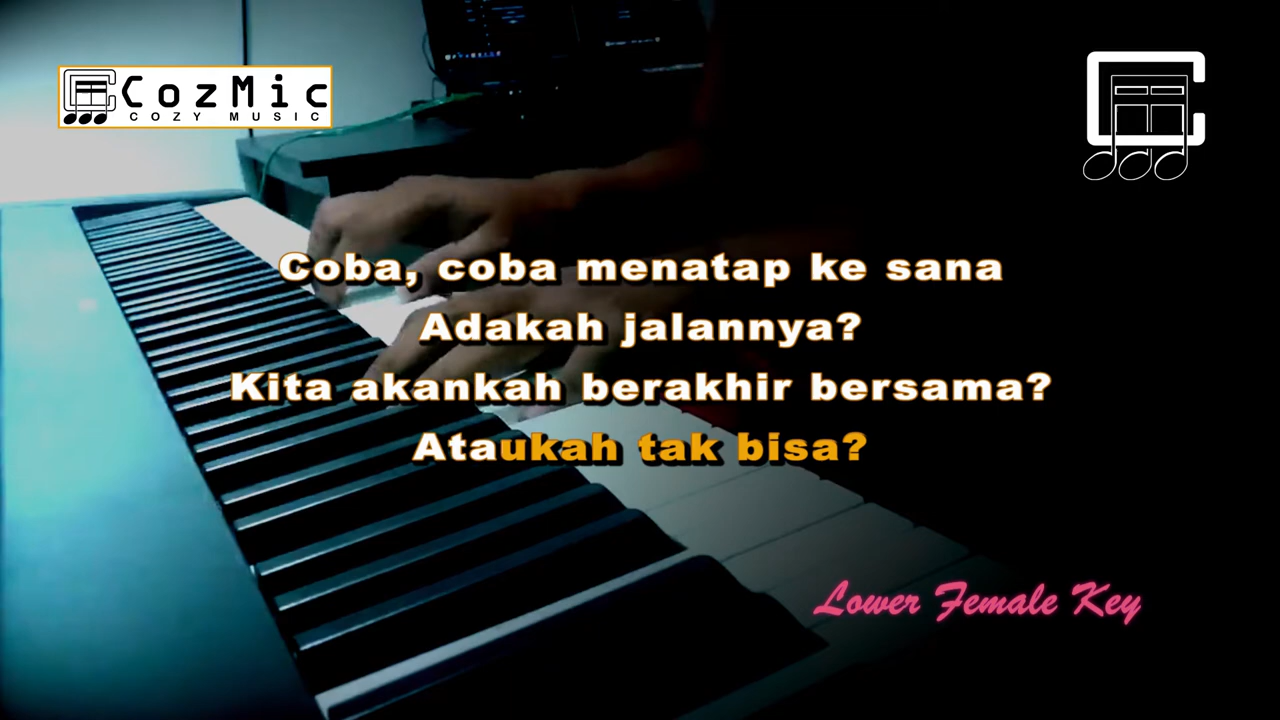 CozMic
COZY MUSIC
Coba, coba menatap ke sana
Adakah jalannya?
Kita akankah berakhir bersama?
Ataukah tak bisa?
Lower Female Key